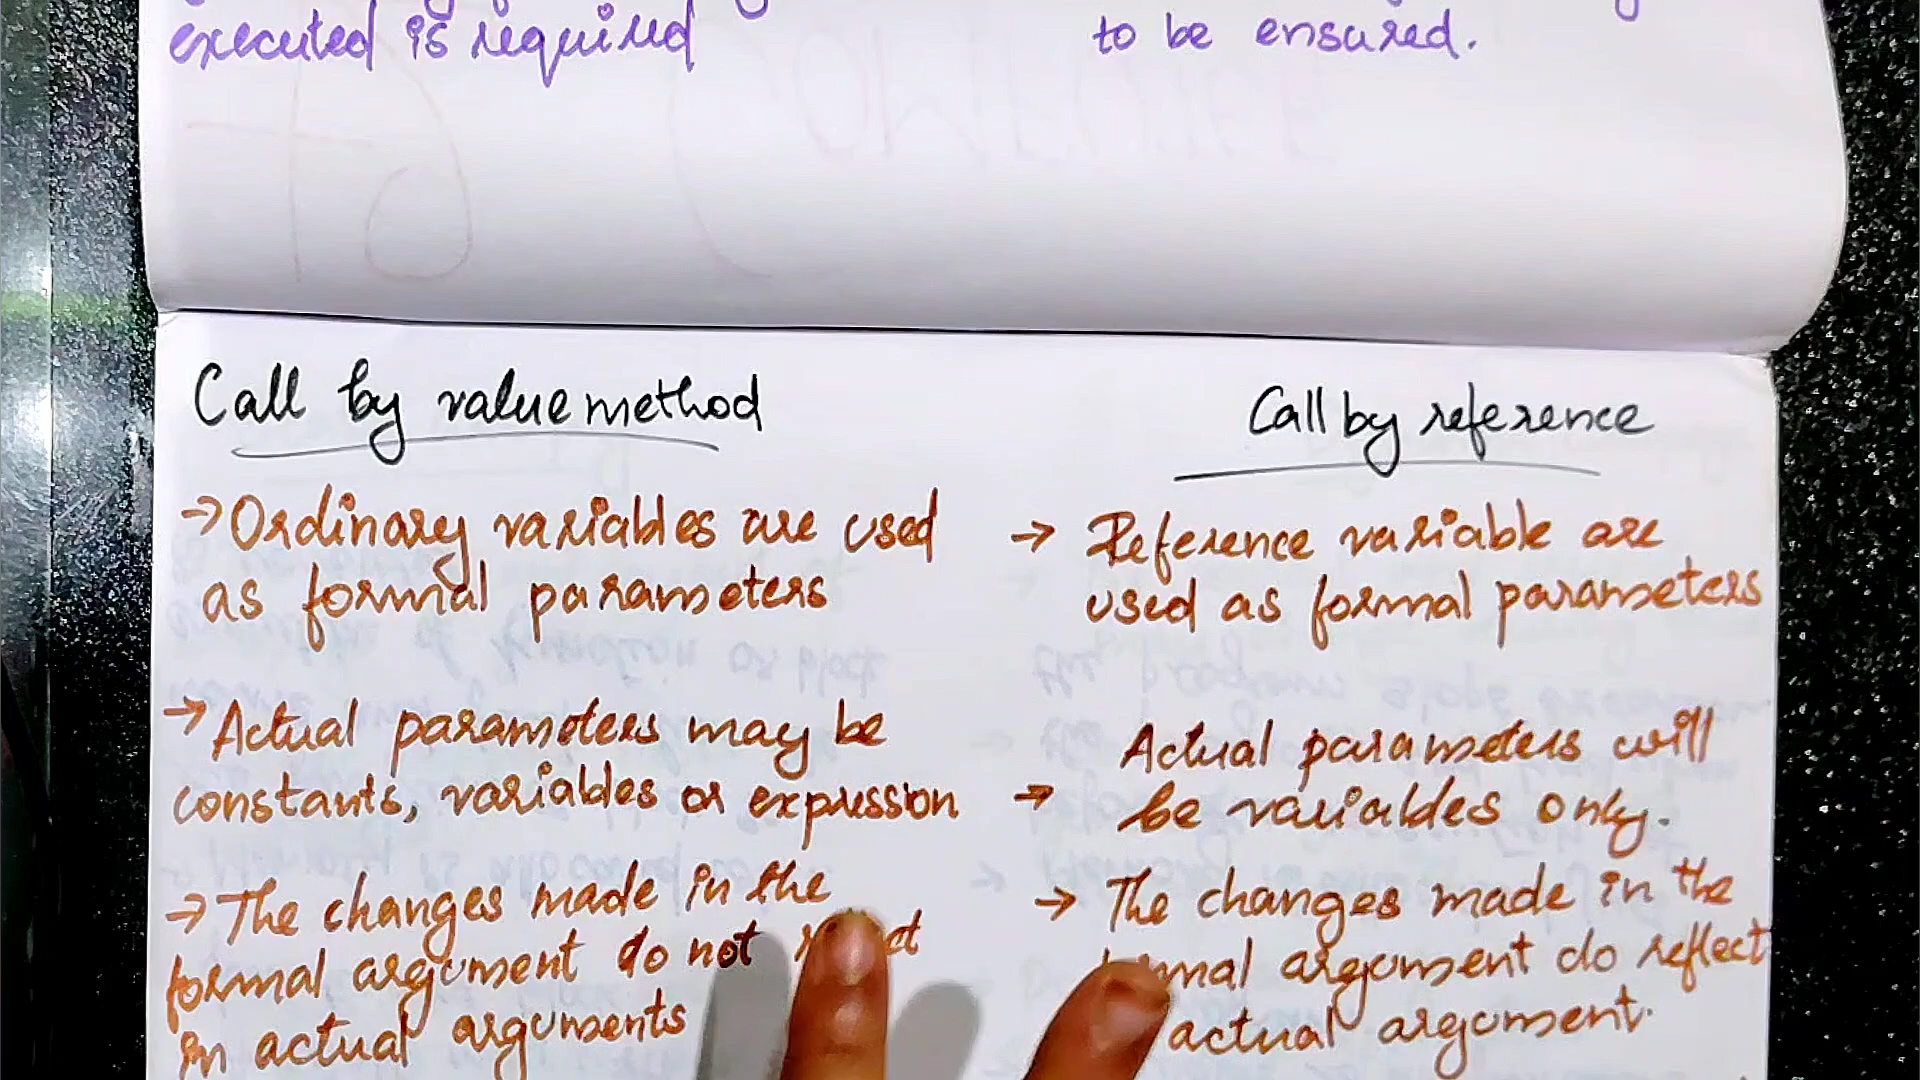 executed is required
to be ensured.
Call by value method
→ Ordinary variables are used
as formal parameters
→ Actual parameters may be
constants, variables or expression
→ The changes made in the
formal argument do not
in actual arguments
Call by reference
→ Reference variable are
used as formal parameters
Actual parameters will
→ be variables only.
→ The changes made in the
argument do reflect
actual argument.